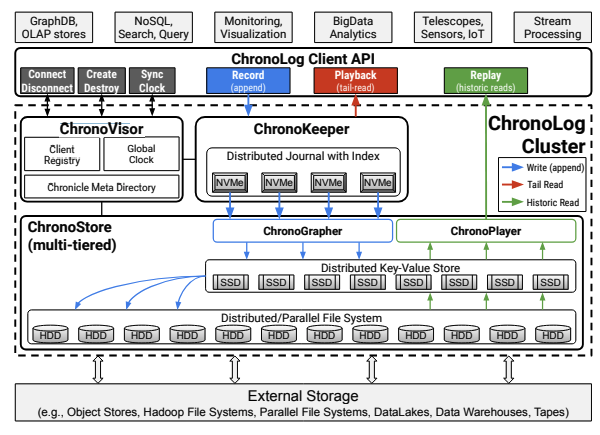 GraphDB,
OLAP stores
NoSQL,
Search, Query
Monitoring,
Visualization
BigData
Analytics
Telescopes,
Sensors, IoT
Stream
Processing
ChronoLog Client API
Connect
Disconnect
Create
Destroy
Sync
Clock
Record
(append)
Playback
(tail-read)
Replay
(historic reads)
ChronoVisor
Client
Registry
Global
Clock
Chronicle Meta Directory
ChronoKeeper
Distributed Journal with Index
NVMe NVMe NVMe NVMe
ChronoLog
Cluster
Write (append)
Tail Read
Historic Read
ChronoStore
(multi-tiered)
ChronoGrapher
ChronoPlayer
Distributed Key-Value Store
SSD SSD SSD SSD SSD SSD SSD SSD
Distributed/Parallel File System
HDD HDD HDD HDD HDD HDD HDD HDD HDD HDD HDD HDD
External Storage
(e.g., Object Stores, Hadoop File Systems, Parallel File Systems, DataLakes, Data Warehouses, Tapes)